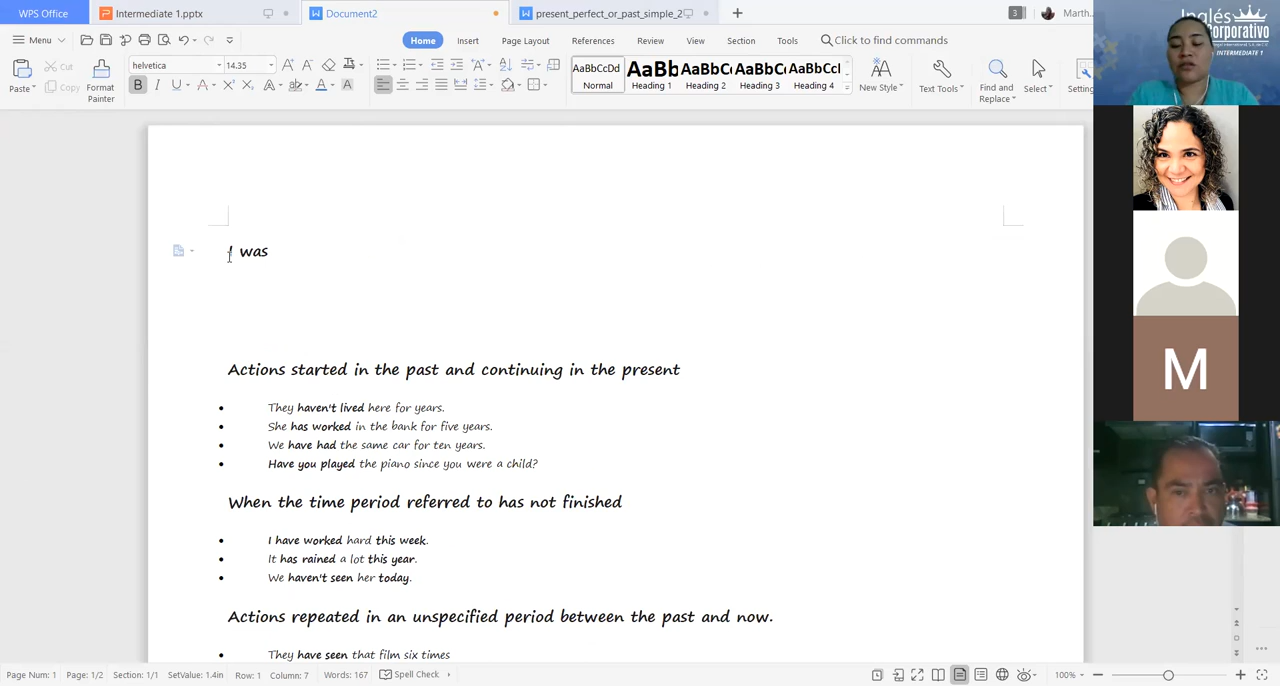 WPS Office
Intermediate 1.pptx
Document2
present_perfect_or_past_simple_2
3
Marth...
Menu
Home
Insert
Page Layout
References
Review
View
Section
Tools
Click to find commands
Paste
Cut
Copy
Format Painter
helvetica
14.35
AaBbCcDd
Normal
AaBb
Heading 1
AaBbC
Heading 2
AaBbC
Heading 3
AaBbCcl
Heading 4
New Style
Text Tools
Find and Replace
Select
Setting
Inglés
Corporativo
INTERMEDIATE 1
I was
Actions started in the past and continuing in the present
• They haven't lived here for years.
• She has worked in the bank for five years.
• We have had the same car for ten years.
• Have you played the piano since you were a child?
When the time period referred to has not finished
• I have worked hard this week.
• It has rained a lot this year.
• We haven't seen her today.
Actions repeated in an unspecified period between the past and now.
• They have seen that film six times
M
Page Num: 1
Page: 1/2
Section: 1/1
SetValue: 1.4in
Row: 1
Column: 7
Words: 167
Spell Check
100%